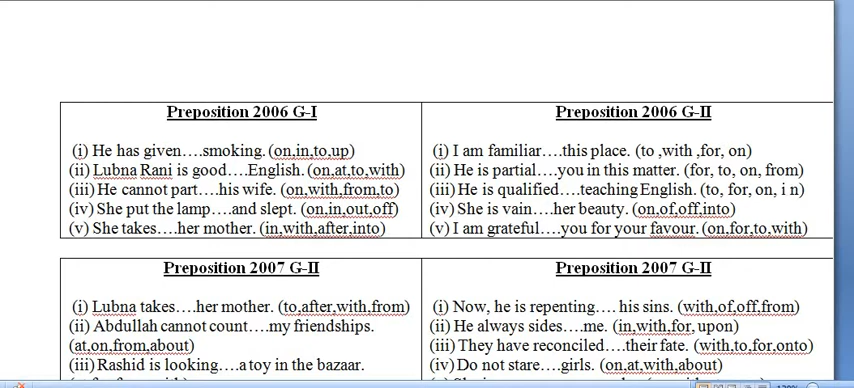 Preposition 2006 G-I
(i) He has given….smoking. (on,in,to,up)
(ii) Lubna Rani is good….English. (on,at,to,with)
(iii) He cannot part….his wife. (on,with,from,to)
(iv) She put the lamp….and slept. (on,in,out,off)
(v) She takes….her mother. (in,with,after,into)
Preposition 2006 G-II
(i) I am familiar….this place. (to ,with ,for, on)
(ii) He is partial….you in this matter. (for, to, on, from)
(iii) He is qualified….teaching English. (to, for, on, i n)
(iv) She is vain….her beauty. (on,of,off,into)
(v) I am grateful….you for your favour. (on,for,to,with)
Preposition 2007 G-II
(i) Lubna takes….her mother. (to,after,with,from)
(ii) Abdullah cannot count….my friendships.
(at,on,from,about)
(iii) Rashid is looking….a toy in the bazaar.
Preposition 2007 G-II
(i) Now, he is repenting…. his sins. (with,of,off,from)
(ii) He always sides….me. (in,with,for, upon)
(iii) They have reconciled….their fate. (with,to,for,onto)
(iv) Do not stare….girls. (on,at,with,about)